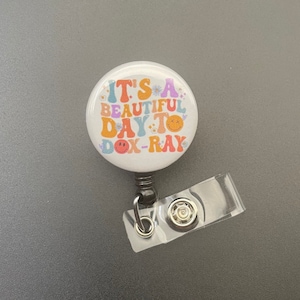 IT'S A
BEAUTIFUL
DAY TO
DOX-RAY